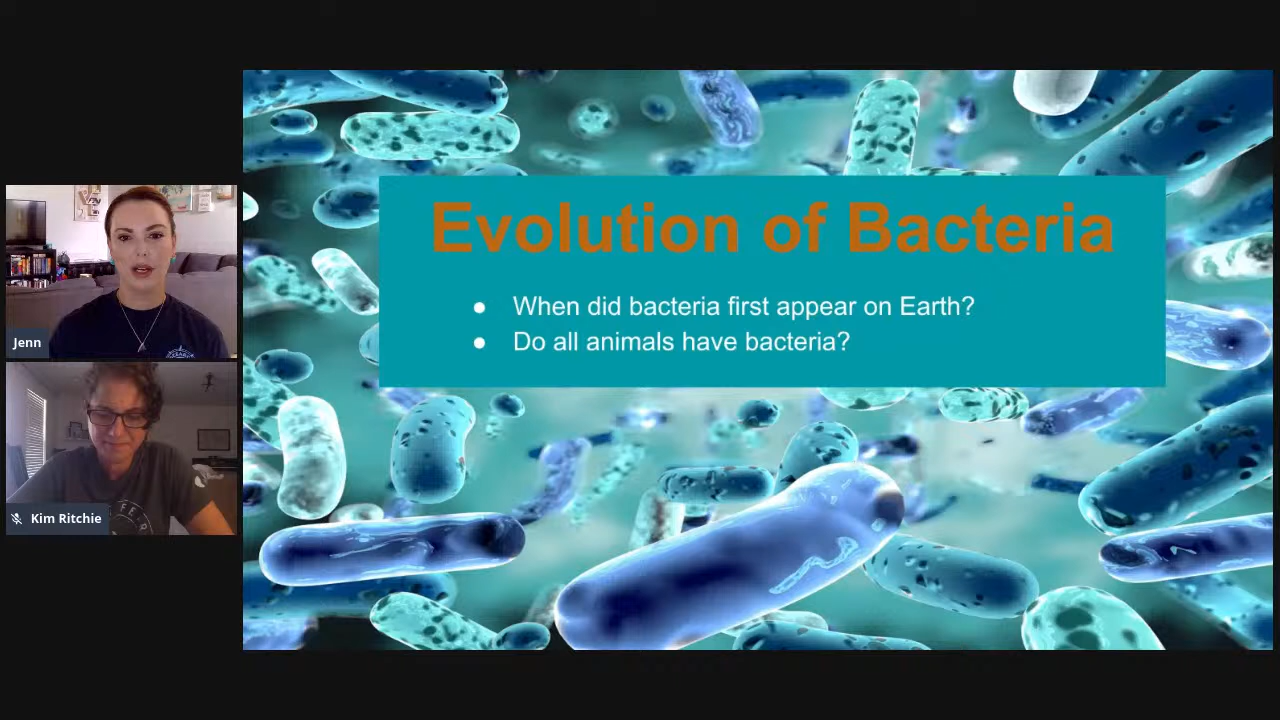 Evolution of Bacteria
● When did bacteria first appear on Earth?
● Do all animals have bacteria?
Jenn
Kim Ritchie